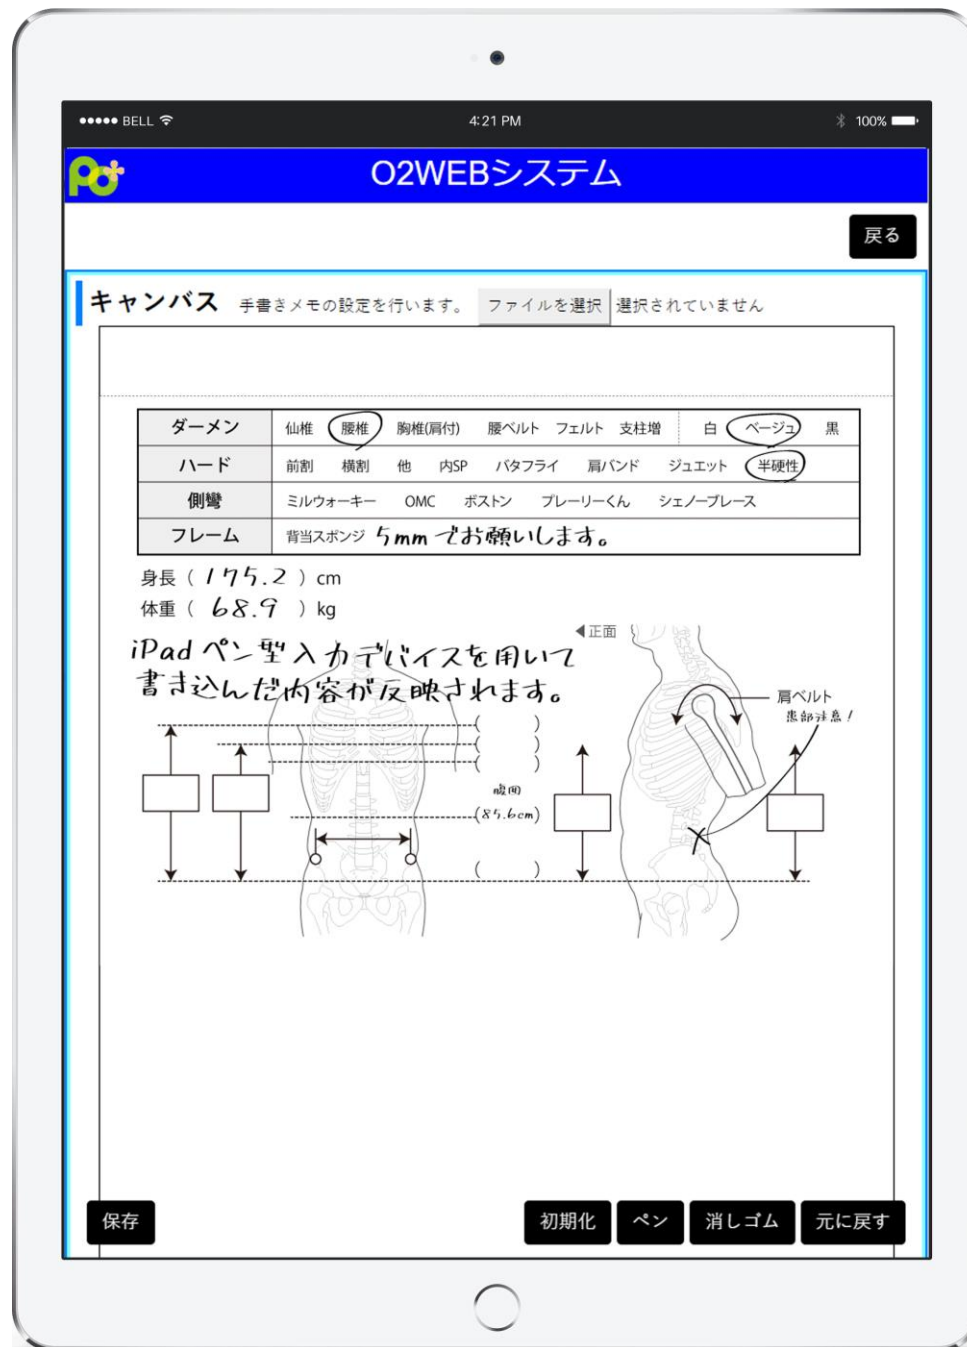 BELL 4:21 PM 100%
PO+ O2WEBシステム
戻る
キャンバス 手書きメモの設定を行います。 ファイルを選択 選択されていません
ダーメン 仙椎 腰椎 胸椎(肩付) 腰ベルト フェルト 支柱増 白 ベージュ 黒
ハード 前割 横割 他 内SP バタフライ 肩バンド ジュエット 半硬性
側彎 ミルウォーキー OMC ボストン プレーリーくん シェノーブレース
フレーム 背当スポンジ 5mmでお願いします。
身長 ( 175.2 ) cm
体重 ( 68.9 ) kg
◀正面
iPadペン型入力デバイスを用いて
書き込んだ内容が反映されます。
肩ベルト
患部注意!
( )
( )
( )
腹囲
(85.6cm)
( )
保存 初期化 ペン 消しゴム 元に戻す